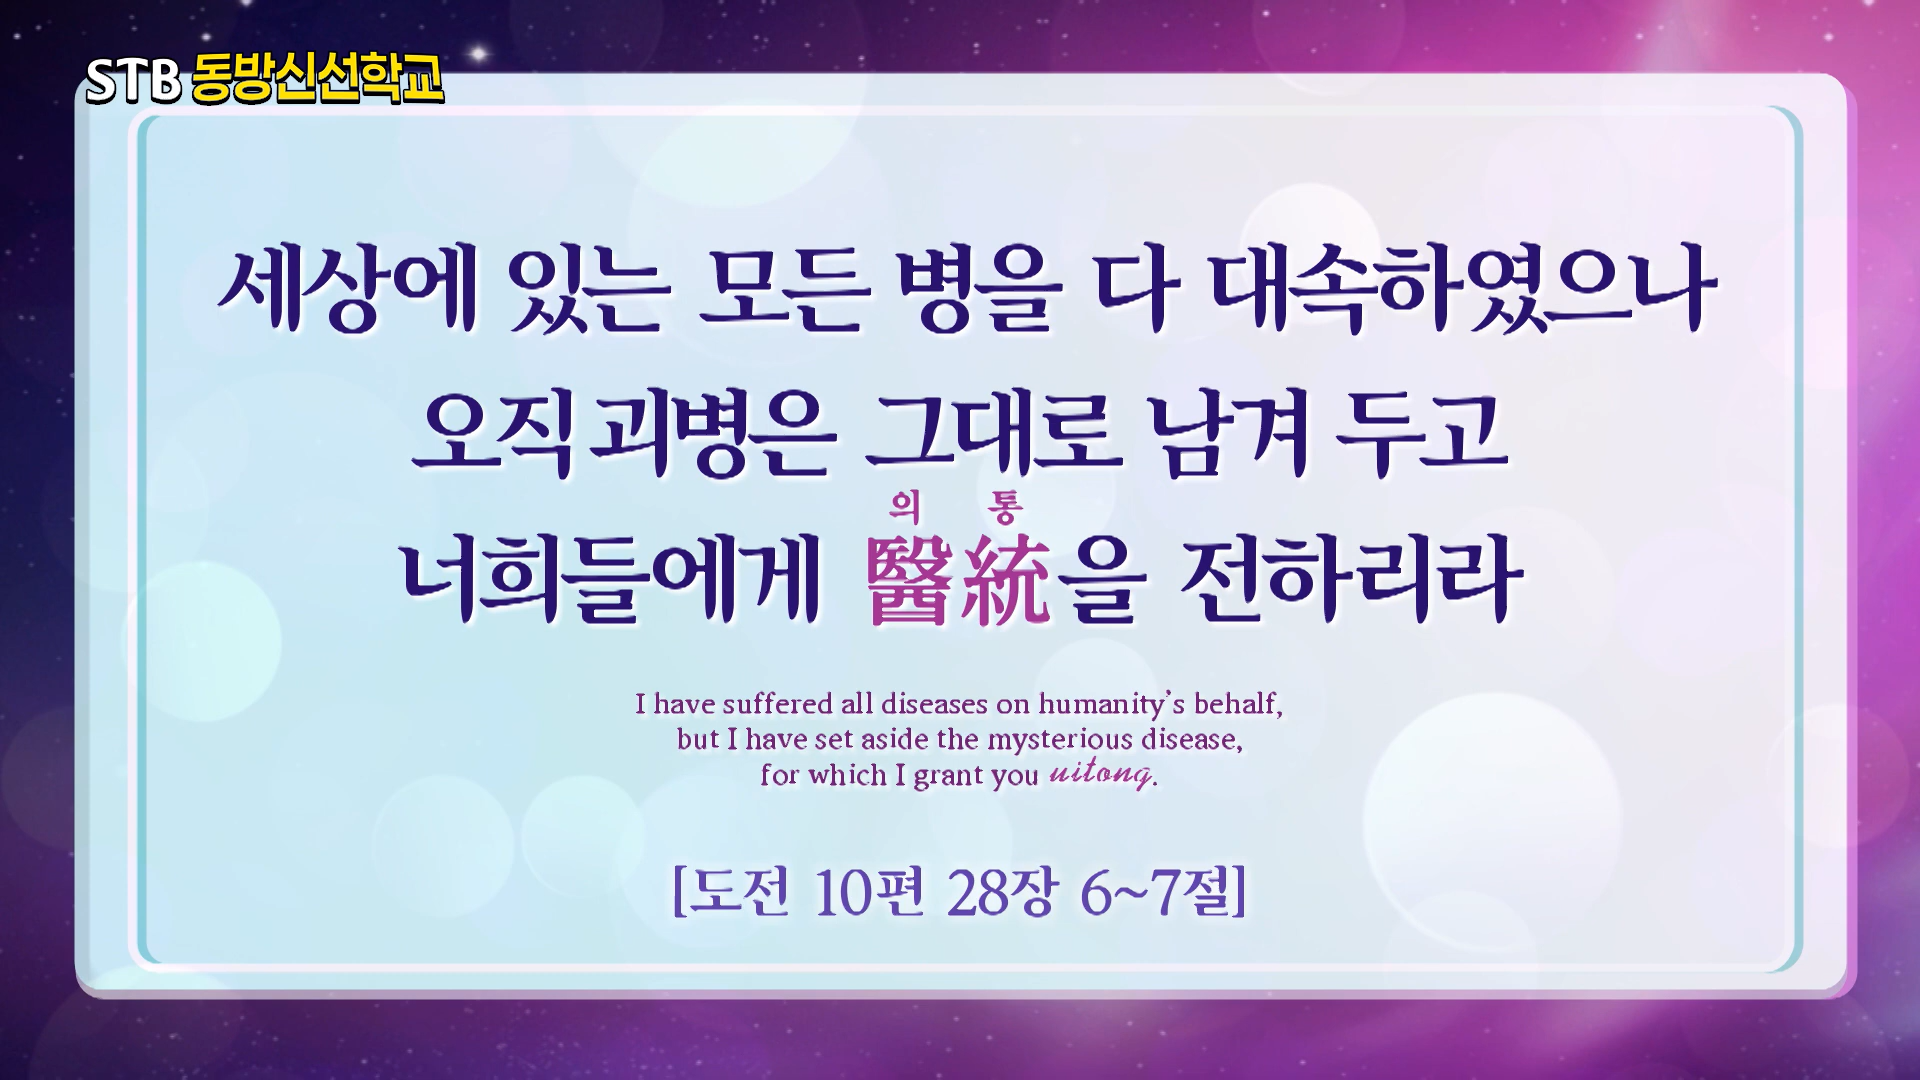 STB 동방신선학교
세상에 있는 모든 병을 다 대속하였으나
오직 괴병은 그대로 남겨 두고
의 통
너희들에게 醫統을 전하리라
I have suffered all diseases on humanity's behalf,
but I have set aside the mysterious disease,
for which I grant you uitong.
[도전 10편 28장 6~7절]